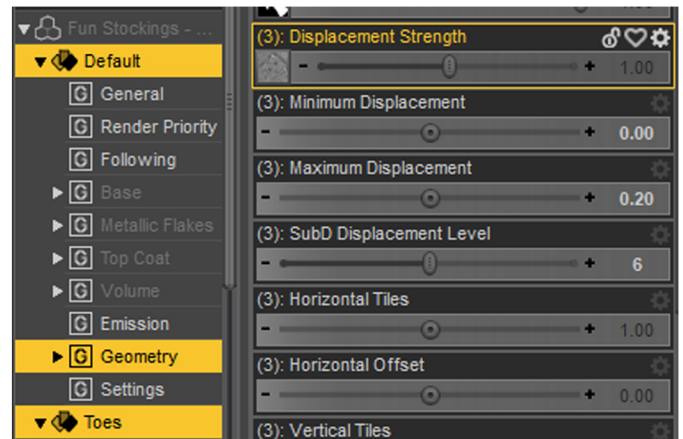 Fun Stockings - ...
Default
G General
G Render Priority
G Following
G Base
G Metallic Flakes
G Top Coat
G Volume
G Emission
G Geometry
G Settings
Toes
(3): Displacement Strength
- + 1.00
(3): Minimum Displacement
- + 0.00
(3): Maximum Displacement
- + 0.20
(3): SubD Displacement Level
- + 6
(3): Horizontal Tiles
- + 1.00
(3): Horizontal Offset
- + 0.00
(3): Vertical Tiles